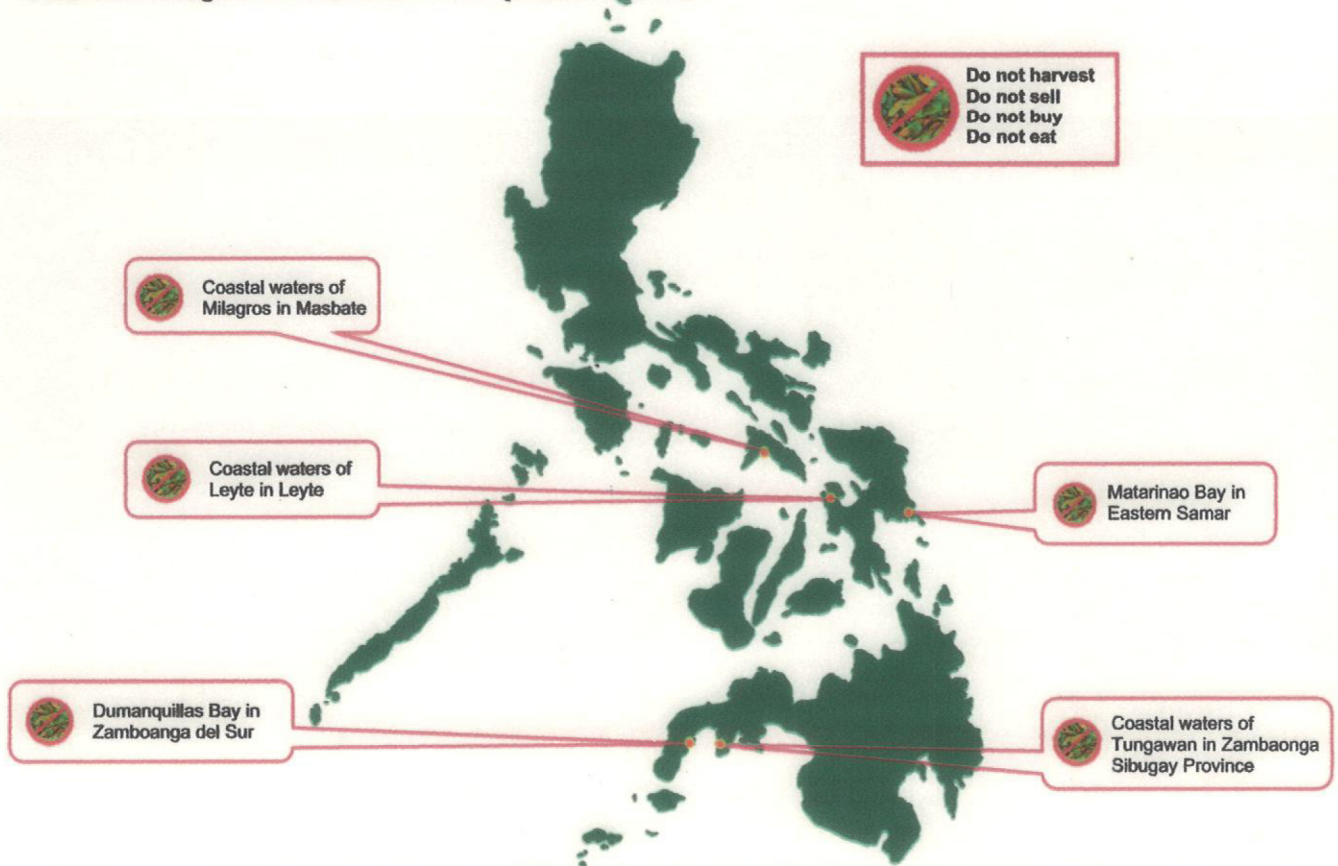 Do not harvest
Do not sell
Do not buy
Do not eat
Coastal waters of
Milagros in Masbate
Coastal waters of
Leyte in Leyte
Matarinao Bay in
Eastern Samar
Dumanquillas Bay in
Zamboanga del Sur
Coastal waters of
Tungawan in Zambaonga
Sibugay Province